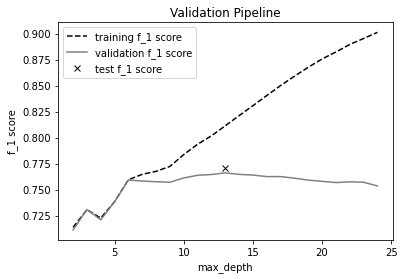 Validation Pipeline
training f_1 score
validation f_1 score
test f_1 score
f_1 score
0.900
0.875
0.850
0.825
0.800
0.775
0.750
0.725
5
10
15
20
25
max_depth